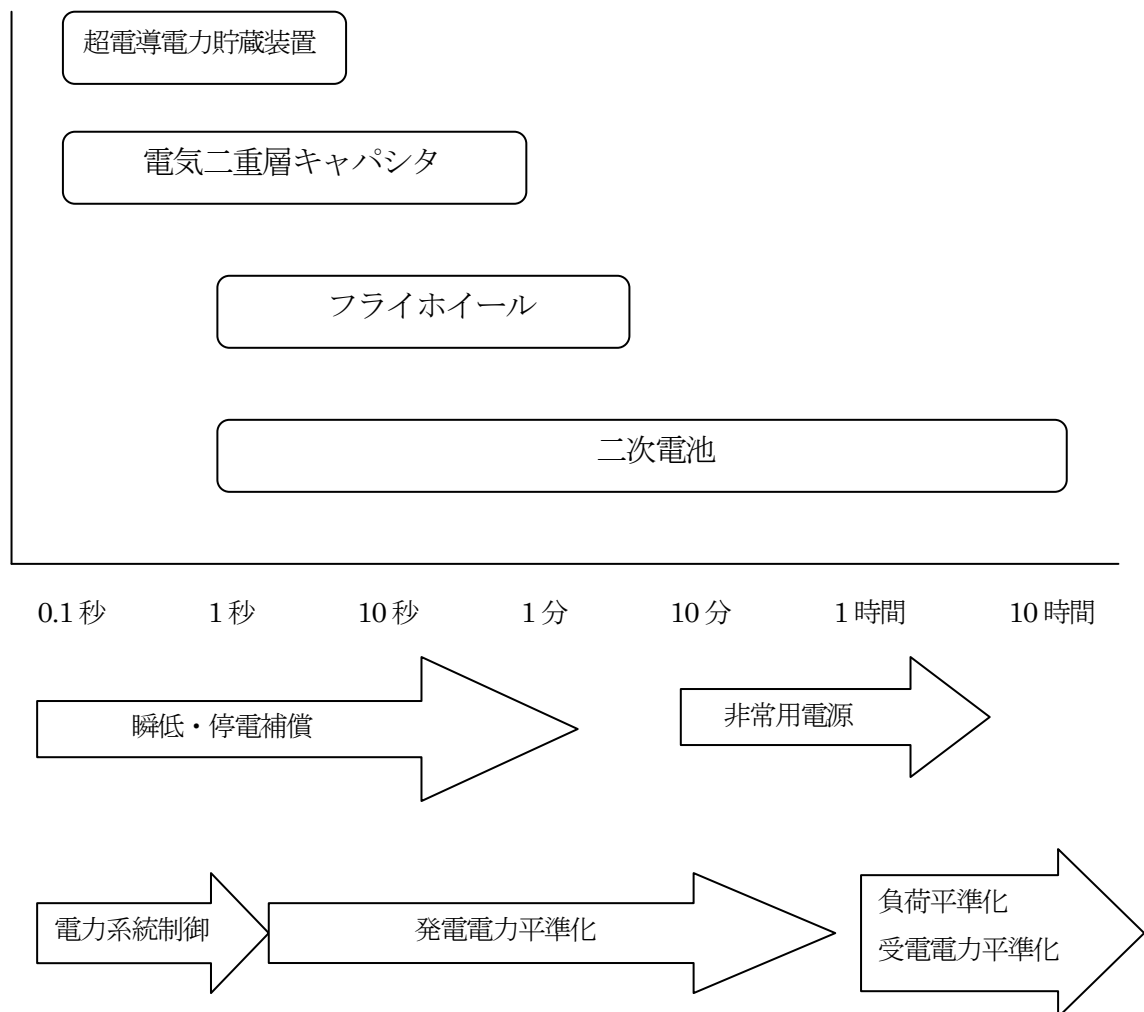 超電導電力貯蔵装置
電気二重層キャパシタ
フライホイール
二次電池
0.1秒 1秒 10秒 1分 10分 1時間 10時間
瞬低・停電補償
非常用電源
電力系統制御
発電電力平準化
負荷平準化
受電電力平準化